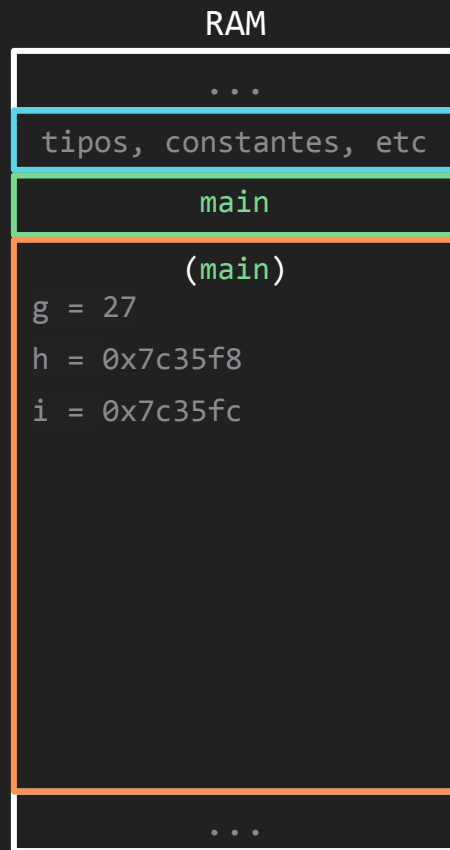 RAM
...
tipos, constantes, etc
main
(main)
g = 27
h = 0x7c35f8
i = 0x7c35fc
...